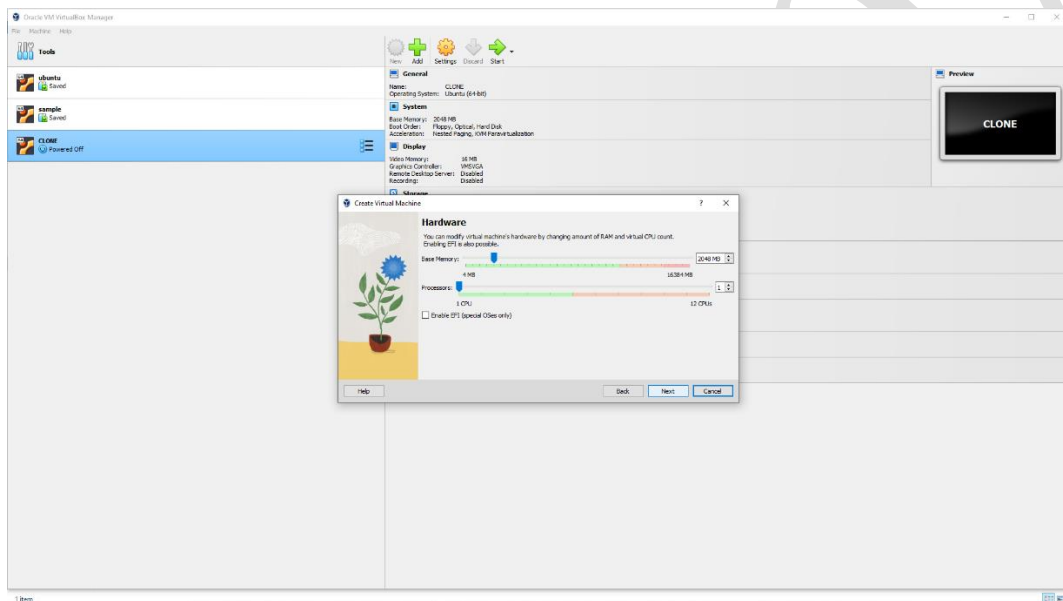 Oracle VM VirtualBox Manager
File Machine Help
Tools
New Add Settings Discard Start
ubuntu
Saved
sample
Saved
CLONE
Powered Off
General
Name: CLONE
Operating System: Ubuntu (64-bit)
System
Base Memory: 2048 MB
Boot Order: Floppy, Optical, Hard Disk
Acceleration: Nested Paging, KVM Paravirtualization
Display
Video Memory: 16 MB
Graphics Controller: VMSVGA
Remote Desktop Server: Disabled
Recording: Disabled
Storage
Preview
CLONE
Create Virtual Machine ? X
Hardware
You can modify virtual machine's hardware by changing amount of RAM and virtual CPU count.
Enabling EFI is also possible.
Base Memory: 2048 MB
4 MB 16384 MB
Processors: 1
1 CPU 12 CPUs
Enable EFI (special OSes only)
Help Back Next Cancel
1 item